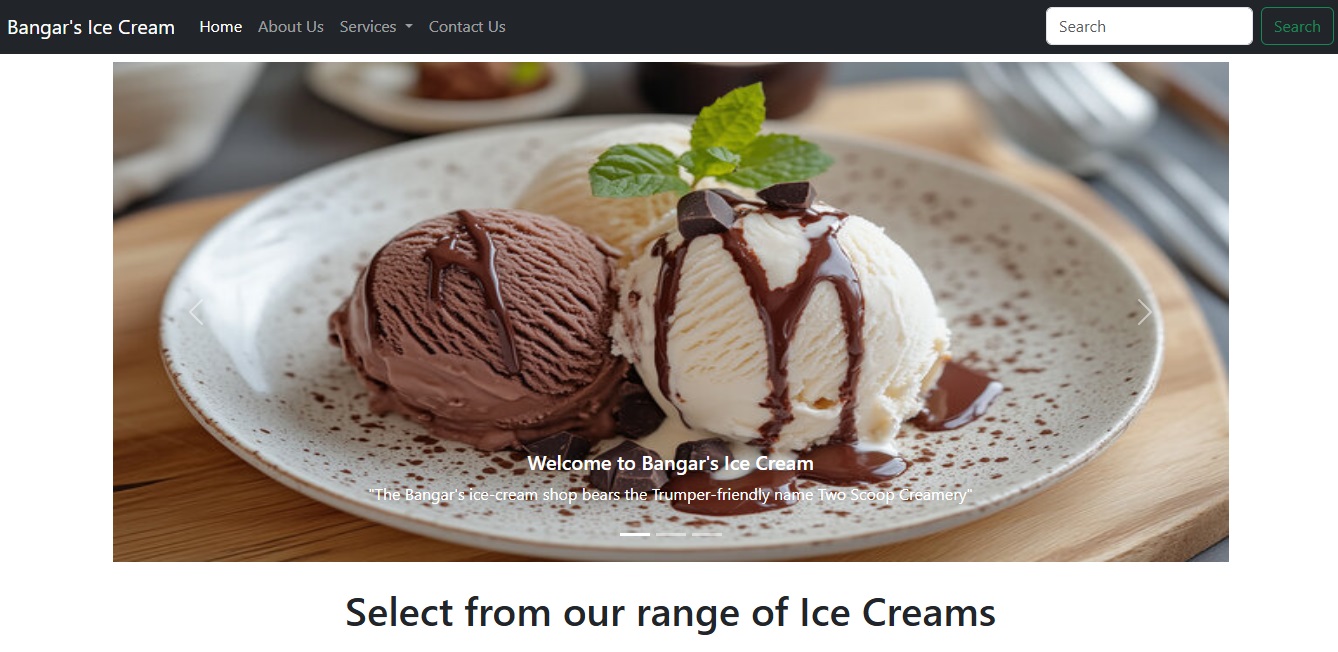 Bangar's Ice Cream Home About Us Services Contact Us Search Search
Welcome to Bangar's Ice Cream
"The Bangar's ice-cream shop bears the Trumper-friendly name Two Scoop Creamery"
Select from our range of Ice Creams